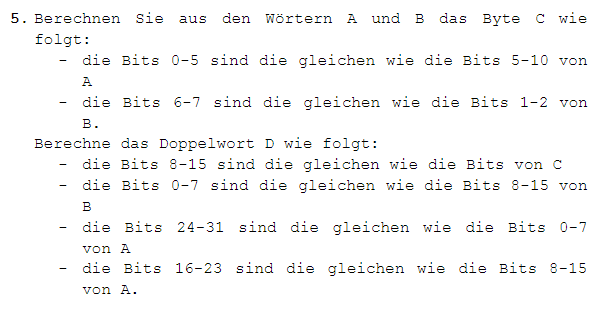 5. Berechnen Sie aus den Wörtern A und B das Byte C wie
folgt:
- die Bits 0-5 sind die gleichen wie die Bits 5-10 von
A
- die Bits 6-7 sind die gleichen wie die Bits 1-2 von
B.
Berechne das Doppelwort D wie folgt:
- die Bits 8-15 sind die gleichen wie die Bits von C
- die Bits 0-7 sind die gleichen wie die Bits 8-15 von
B
- die Bits 24-31 sind die gleichen wie die Bits 0-7
von A
- die Bits 16-23 sind die gleichen wie die Bits 8-15
von A.